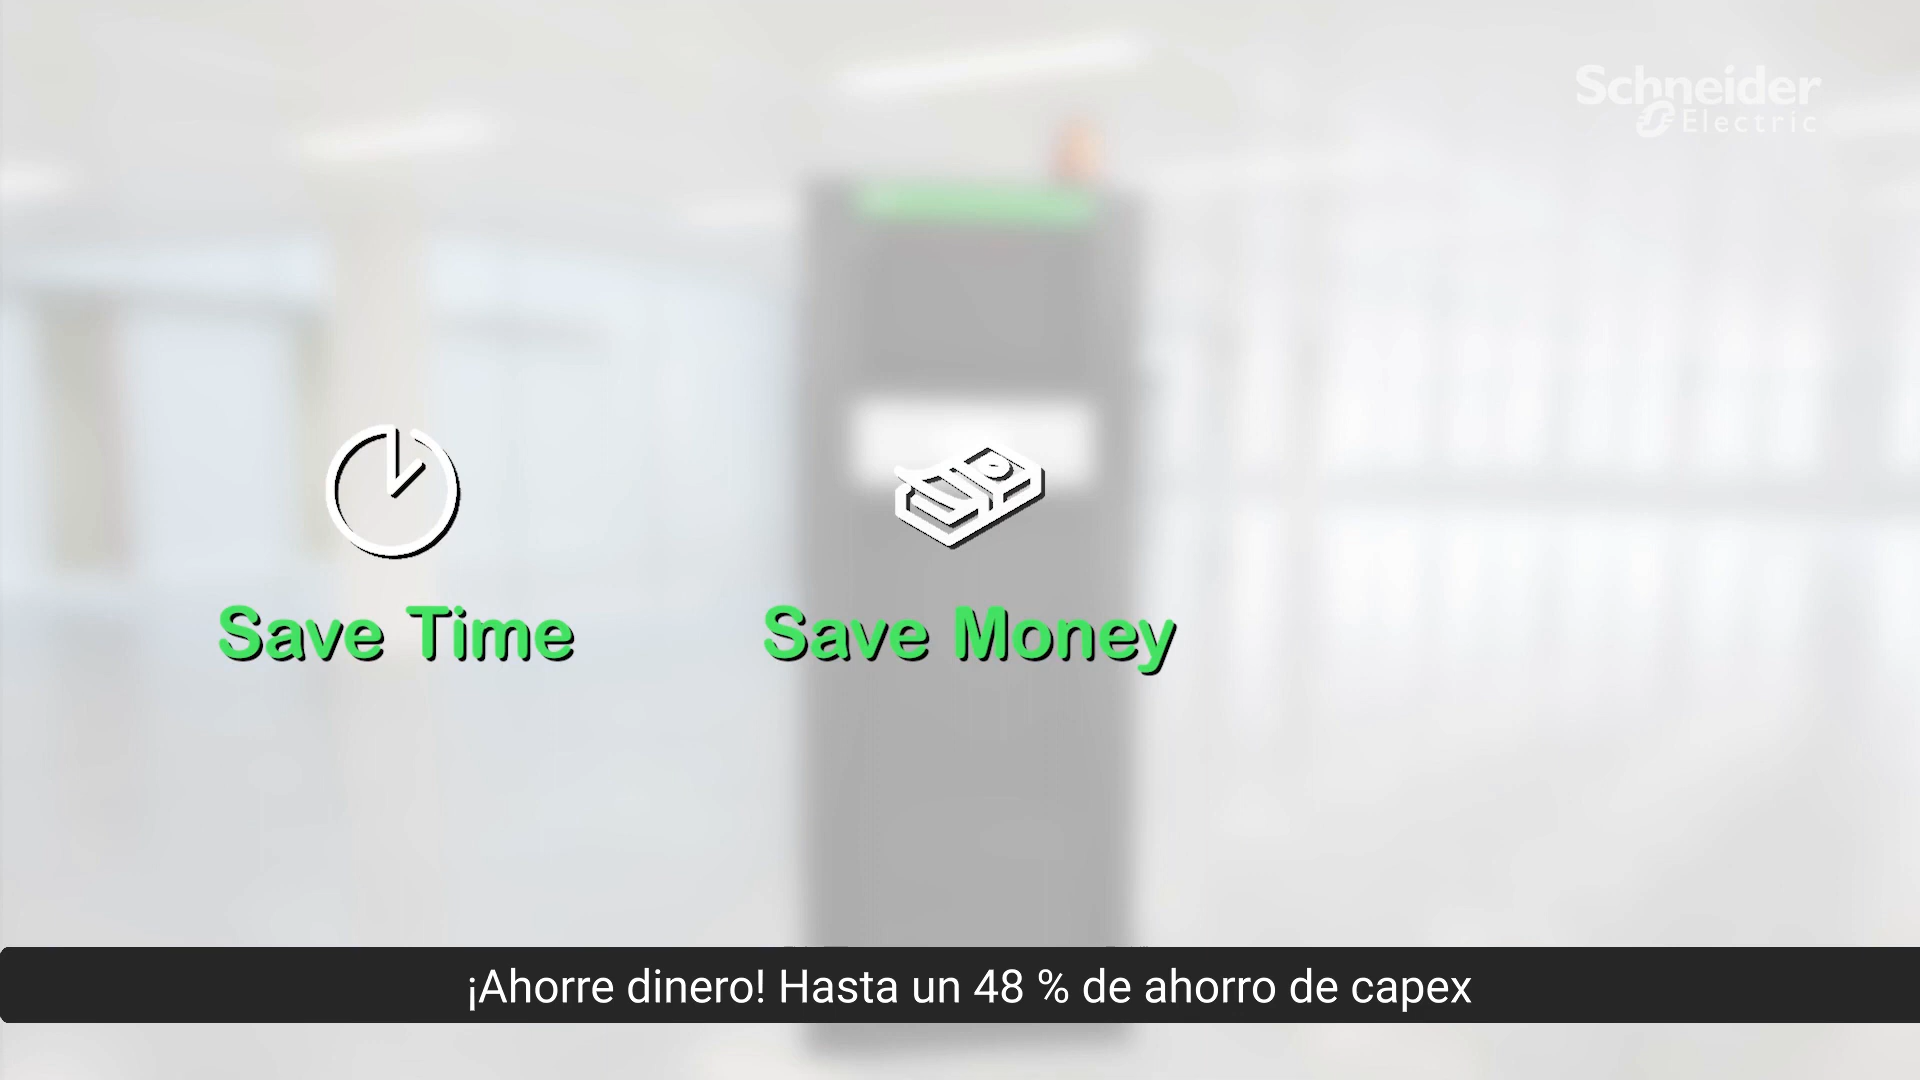 Schneider
Electric
Save Time
Save Money
¡Ahorre dinero! Hasta un 48 % de ahorro de capex